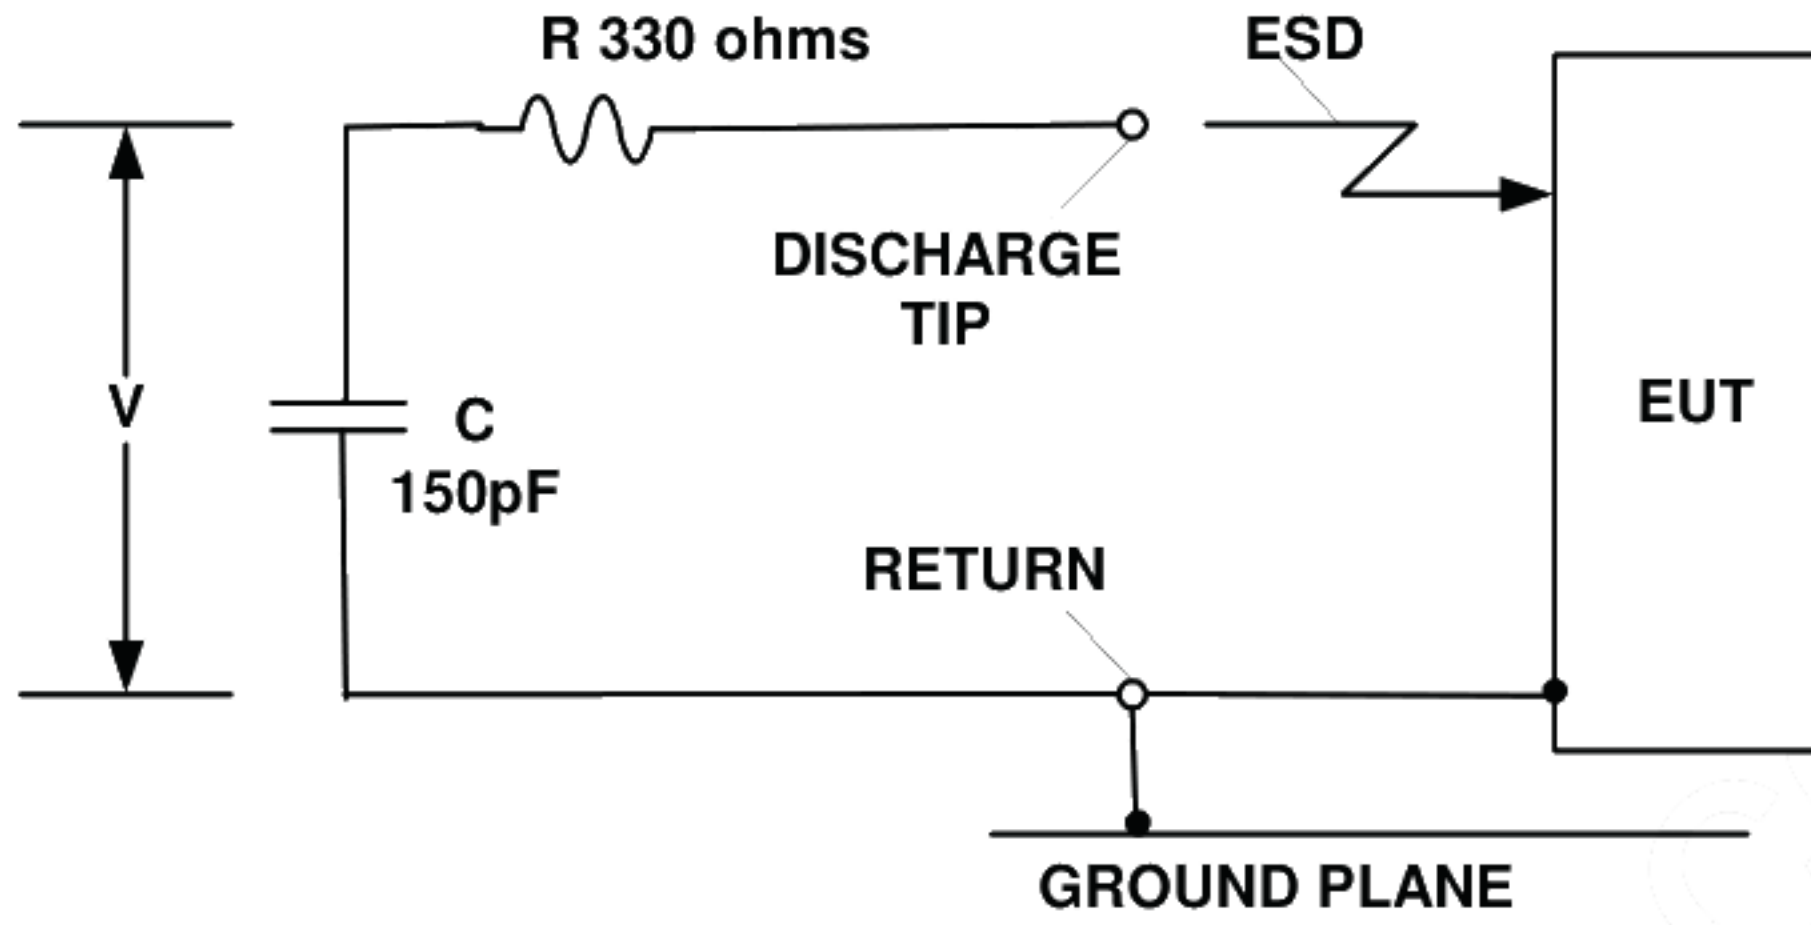 R 330 ohms
ESD
DISCHARGE
TIP
V
C
150pF
EUT
RETURN
GROUND PLANE